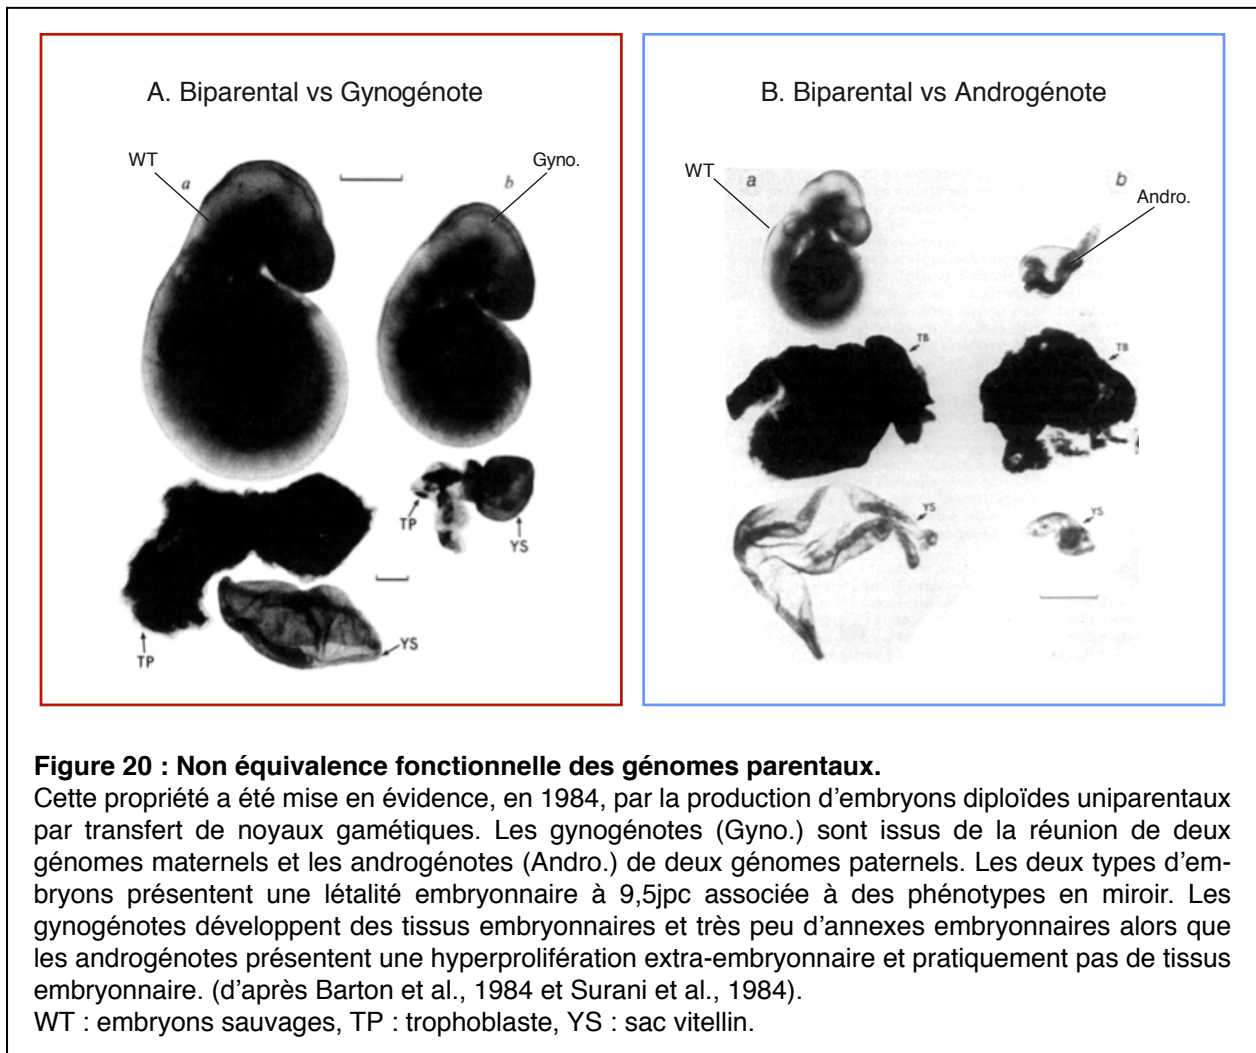 A. Biparental vs Gynogénote
WT
a
Gyno.
b
TP
YS
TP
YS
B. Biparental vs Androgénote
WT
a
b
Andro.
TB
TB
YS
YS
Figure 20 : Non équivalence fonctionnelle des génomes parentaux.
Cette propriété a été mise en évidence, en 1984, par la production d'embryons diploïdes uniparentaux
par transfert de noyaux gamétiques. Les gynogénotes (Gyno.) sont issus de la réunion de deux
génomes maternels et les androgénotes (Andro.) de deux génomes paternels. Les deux types d'em-
bryons présentent une létalité embryonnaire à 9,5jpc associée à des phénotypes en miroir. Les
gynogénotes développent des tissus embryonnaires et très peu d'annexes embryonnaires alors que
les androgénotes présentent une hyperprolifération extra-embryonnaire et pratiquement pas de tissus
embryonnaire. (d'après Barton et al., 1984 et Surani et al., 1984).
WT : embryons sauvages, TP : trophoblaste, YS : sac vitellin.